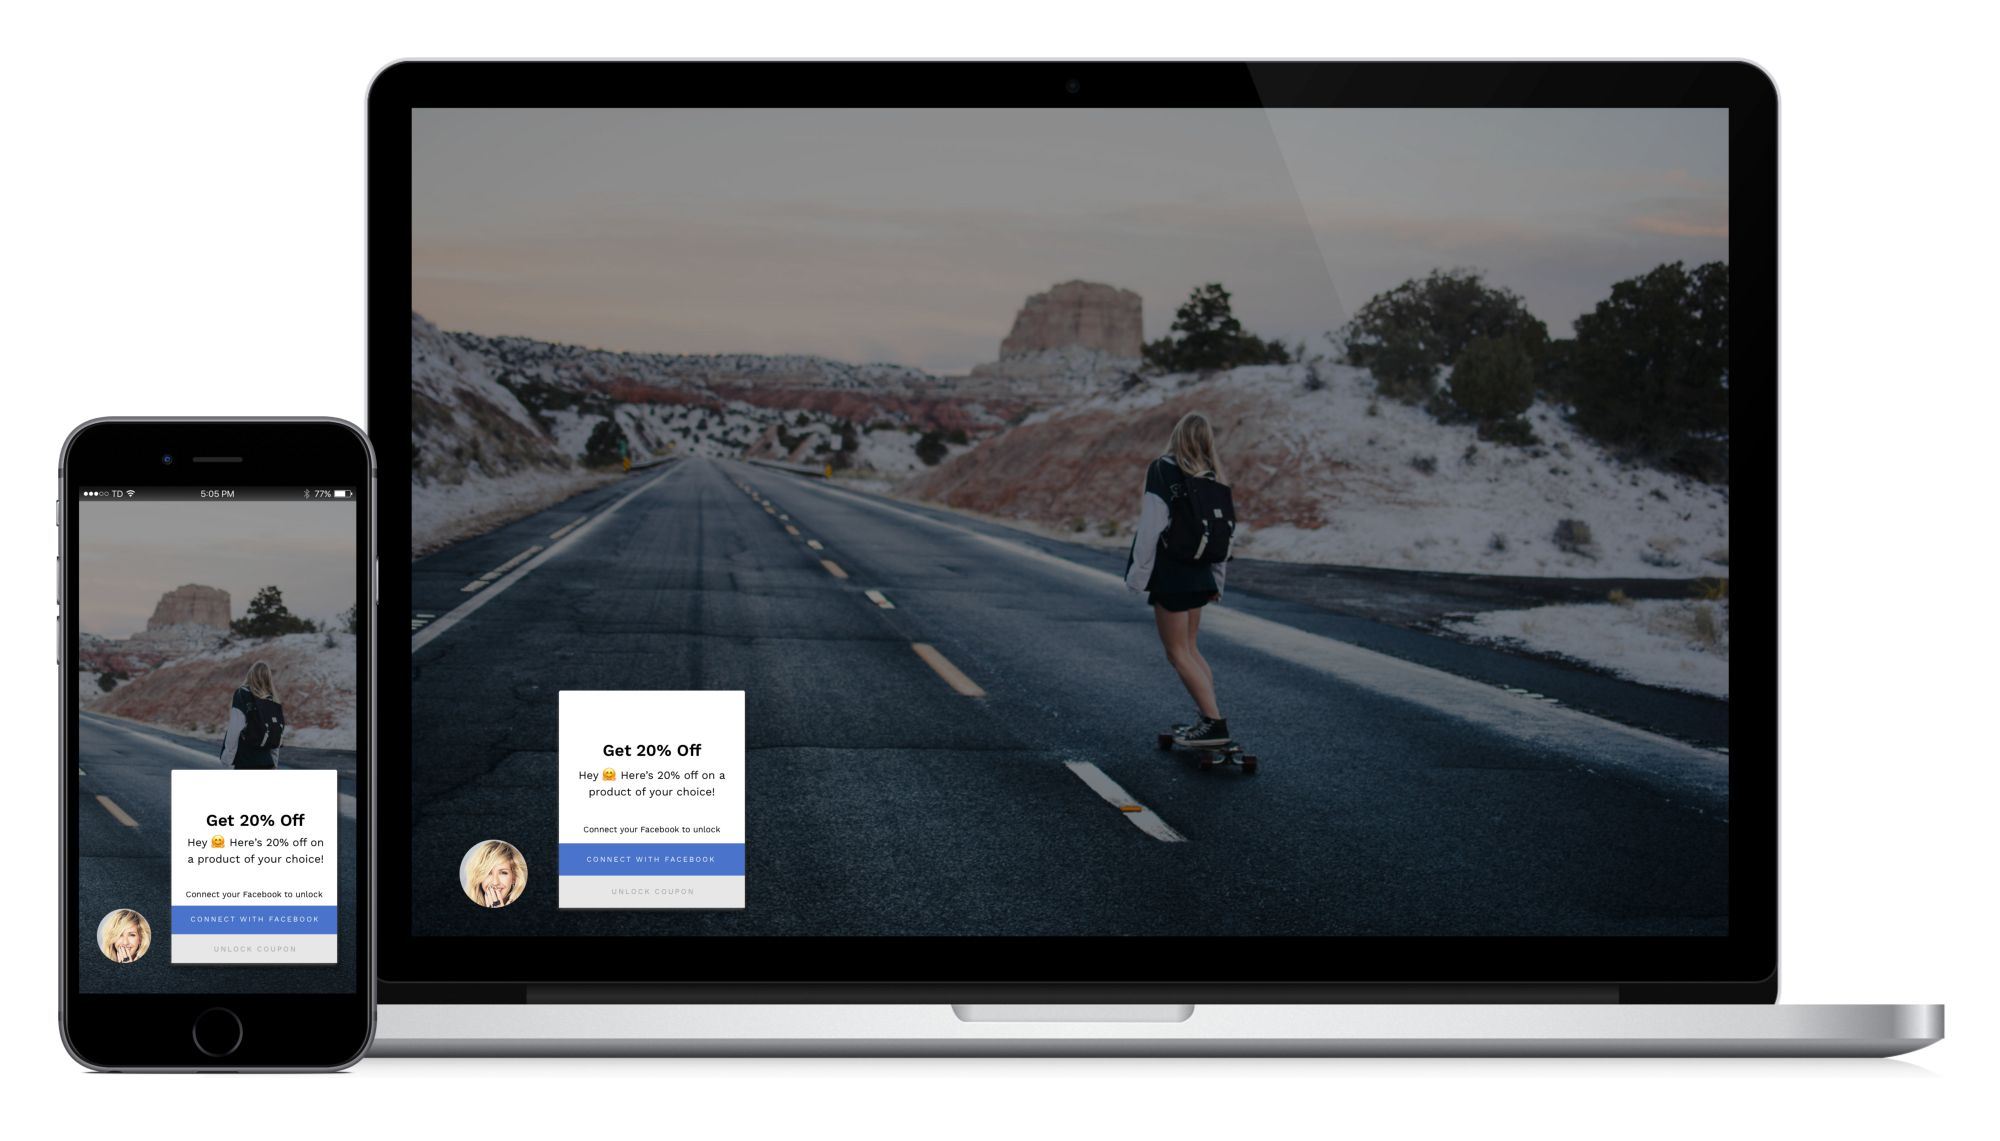 ●●●○○ TD 5:05 PM 77%
Get 20% Off
Hey 🤗 Here's 20% off on
a product of your choice!
Connect your Facebook to unlock
CONNECT WITH FACEBOOK
UNLOCK COUPON
Get 20% Off
Hey 🤗 Here's 20% off on a
product of your choice!
Connect your Facebook to unlock
CONNECT WITH FACEBOOK
UNLOCK COUPON